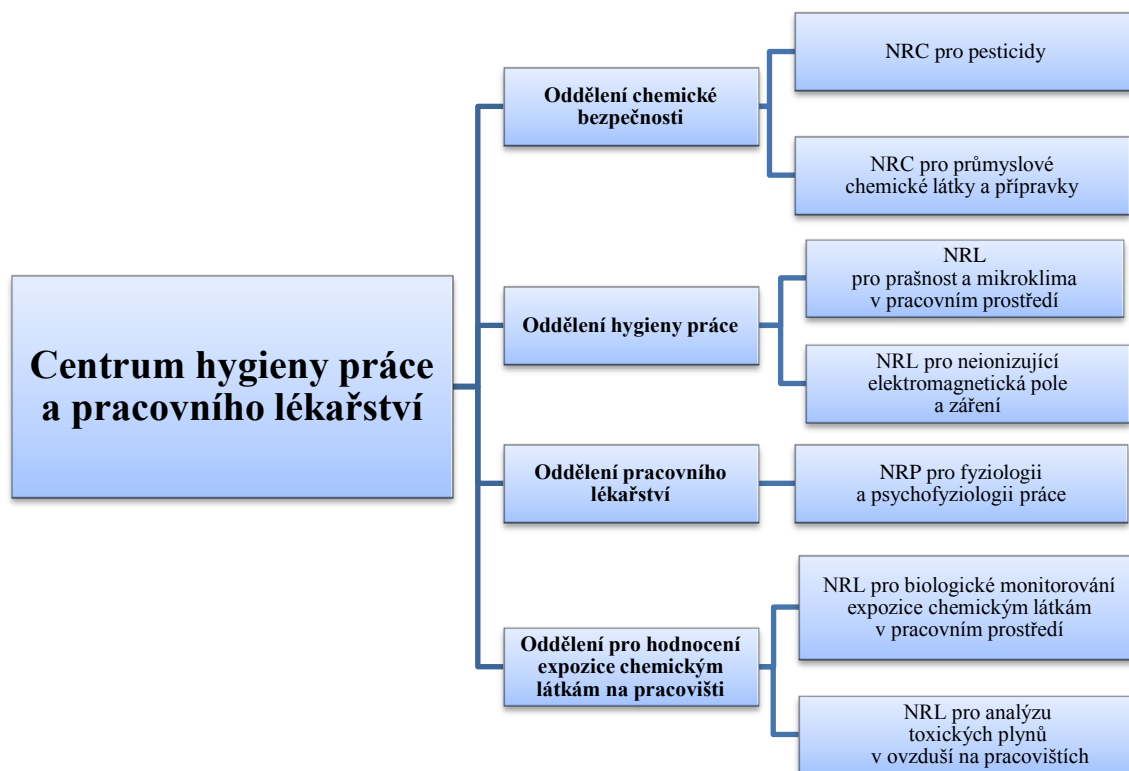 Centrum hygieny práce
a pracovního lékařství
Oddělení chemické
bezpečnosti
NRC pro pesticidy
NRC pro průmyslové
chemické látky a přípravky
Oddělení hygieny práce
NRL
pro prašnost a mikroklima
v pracovním prostředí
NRL pro neionizující
elektromagnetická pole
a záření
Oddělení pracovního
lékařství
NRP pro fyziologii
a psychofyziologii práce
Oddělení pro hodnocení
expozice chemickým
látkám na pracovišti
NRL pro biologické monitorování
expozice chemickým látkám
v pracovním prostředí
NRL pro analýzu
toxických plynů
v ovzduší na pracovištích